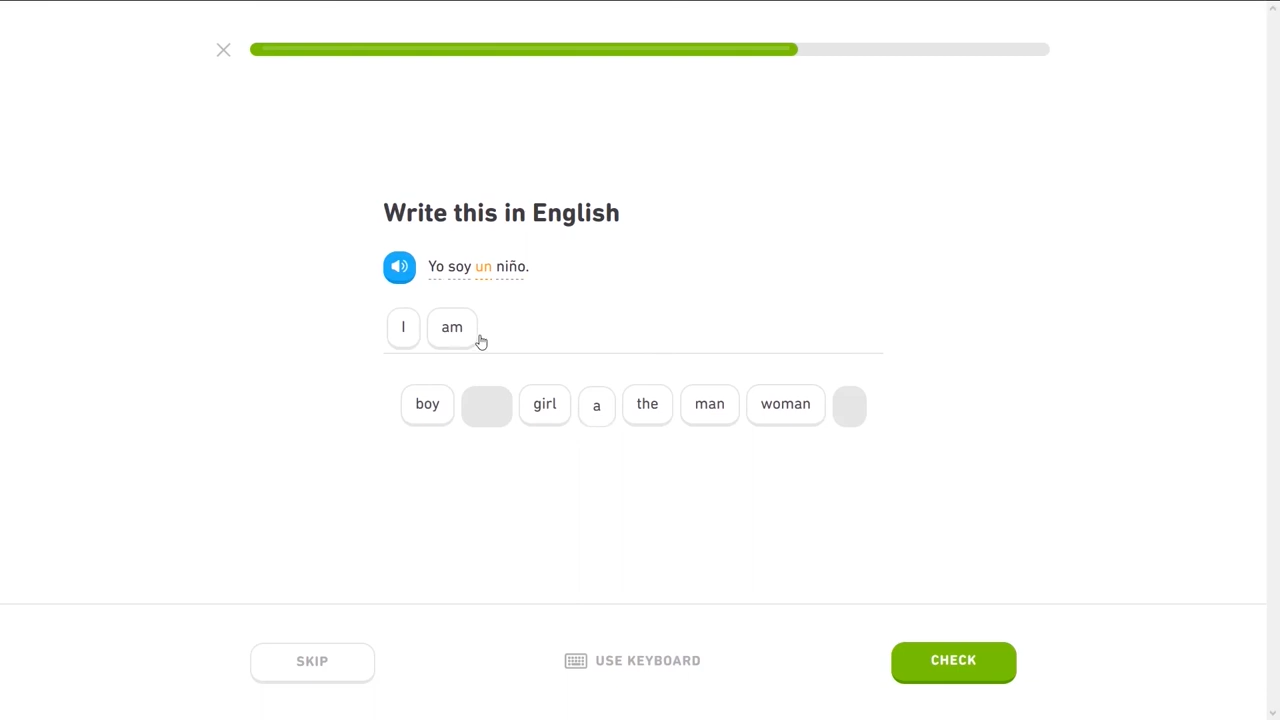 Write this in English
Yo soy un niño.
I am
boy girl a the man woman
SKIP USE KEYBOARD CHECK